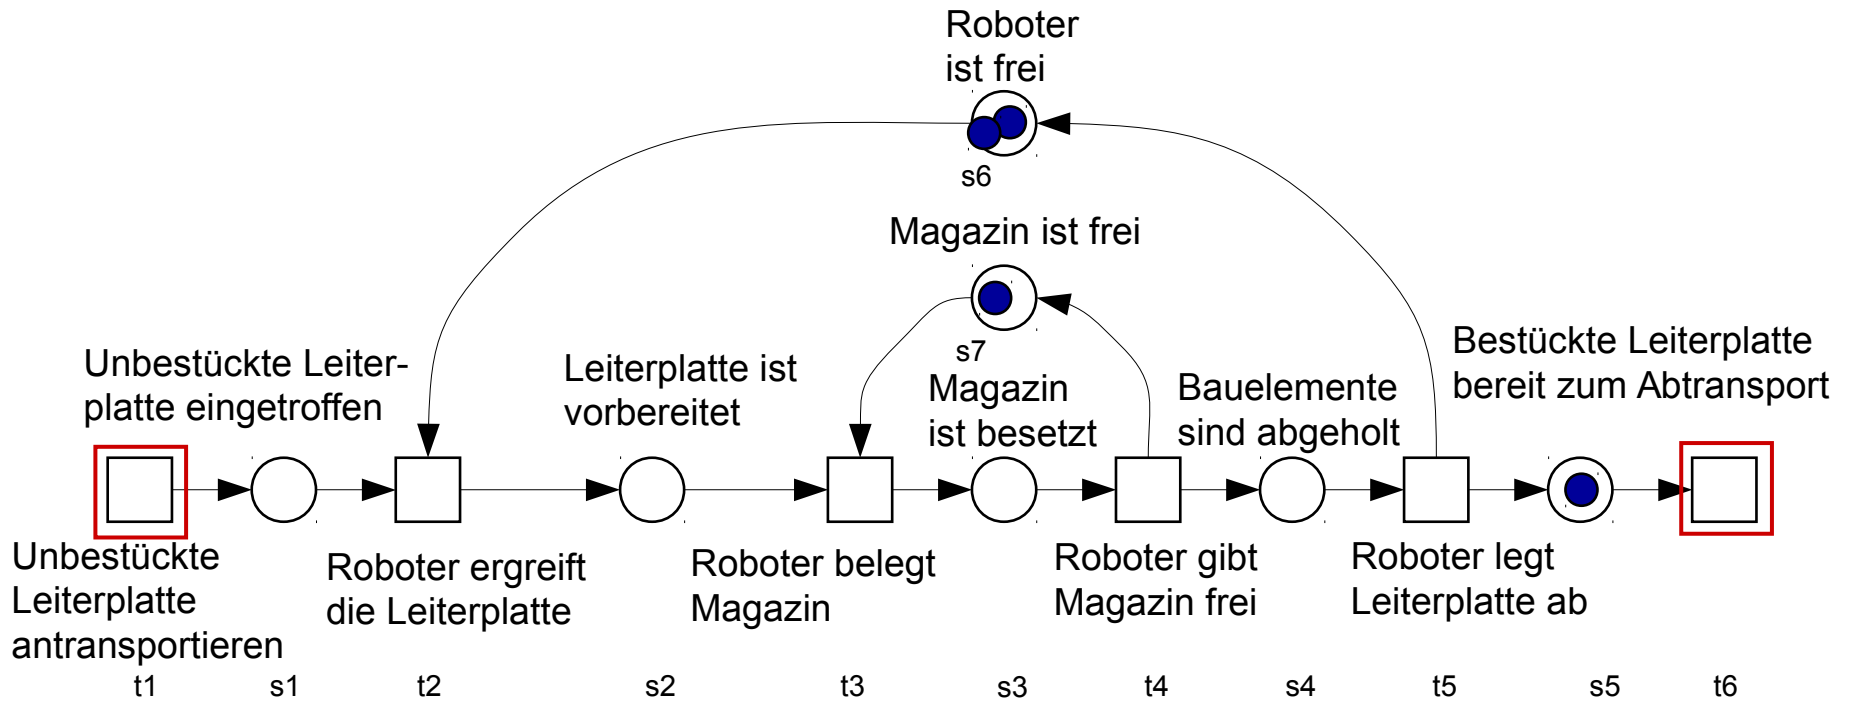 Roboter
ist frei
s6
Magazin ist frei
s7
Unbestückte Leiter-
platte eingetroffen
Leiterplatte ist
vorbereitet
Magazin
ist besetzt
Bauelemente
sind abgeholt
Bestückte Leiterplatte
bereit zum Abtransport
Unbestückte
Leiterplatte
antransportieren
Roboter ergreift
die Leiterplatte
Roboter belegt
Magazin
Roboter gibt
Magazin frei
Roboter legt
Leiterplatte ab
t1 s1 t2 s2 t3 s3 t4 s4 t5 s5 t6